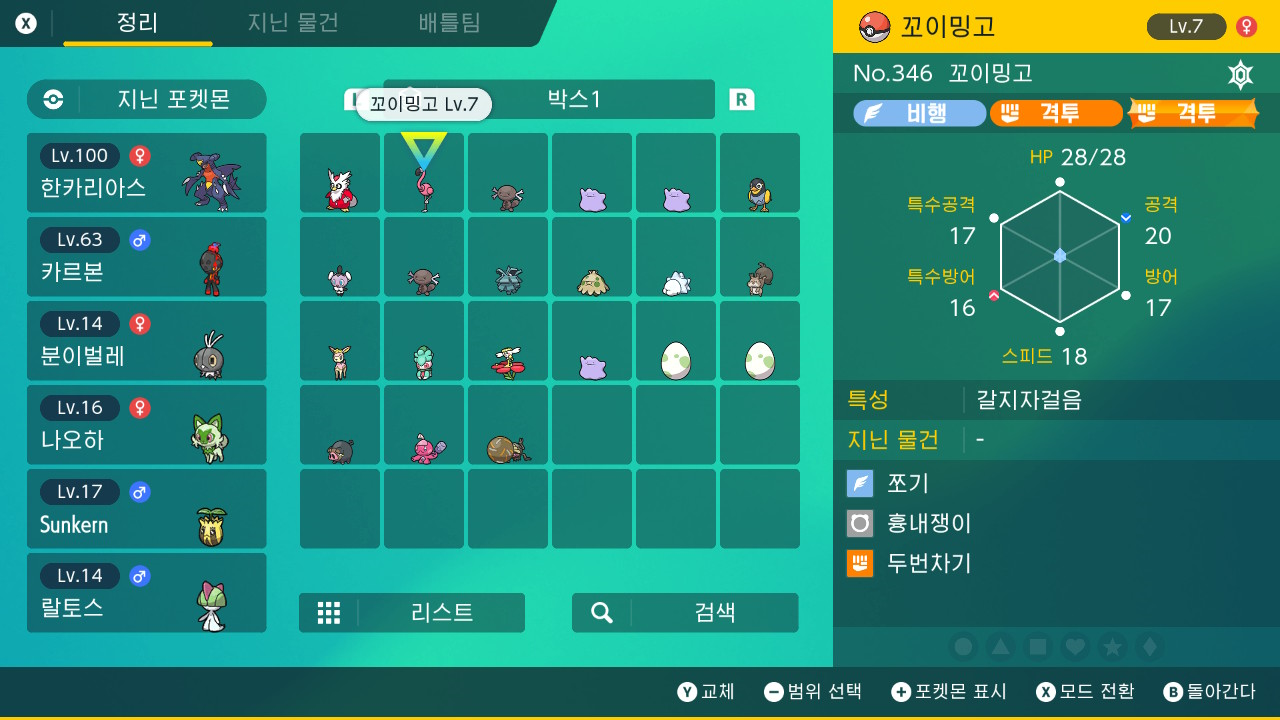 X 정리 지닌 물건 배틀팀
꼬이밍고 Lv.7 ♀
No.346 꼬이밍고
비행 격투 격투
지닌 포켓몬
꼬이밍고 Lv.7
박스1 R
Lv.100 ♀
한카리아스
Lv.63 ♂
카르본
Lv.14 ♀
분이벌레
Lv.16 ♀
나오하
Lv.17 ♂
Sunkern
Lv.14 ♂
랄토스
리스트 검색
HP 28/28
특수공격 17
공격 20
특수방어 16
방어 17
스피드 18
특성 갈지자걸음
지닌 물건 -
쪼기
흉내쟁이
두번차기
Y 교체 − 범위 선택 + 포켓몬 표시 X 모드 전환 B 돌아간다